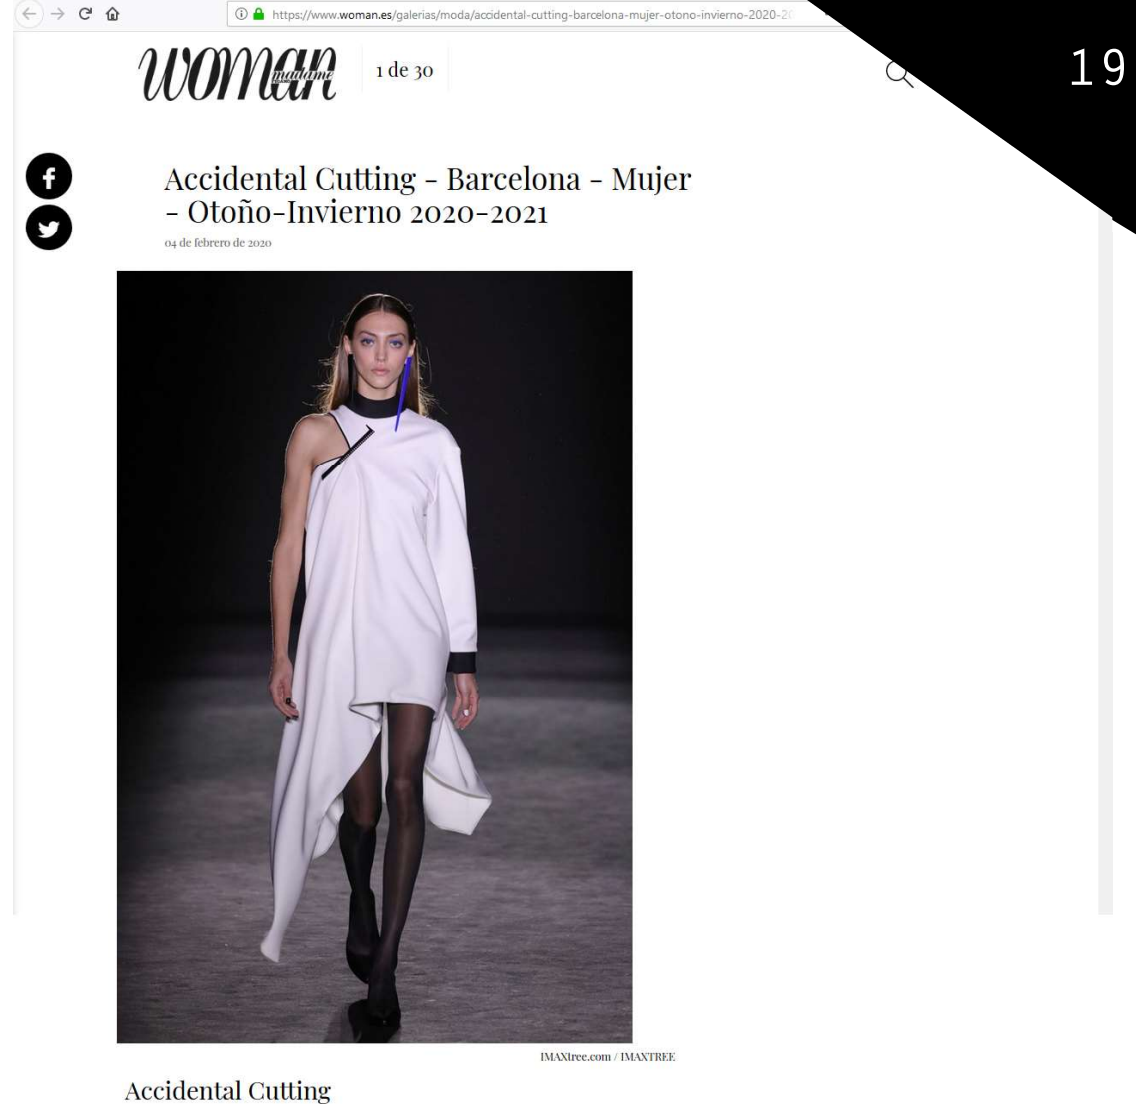 https://www.woman.es/galerias/moda/accidental-cutting-barcelona-mujer-otono-invierno-2020-20
19
woman
madame
1 de 30
Accidental Cutting - Barcelona - Mujer
- Otoño-Invierno 2020-2021
04 de febrero de 2020
IMAXtree.com / IMAXTREE
Accidental Cutting